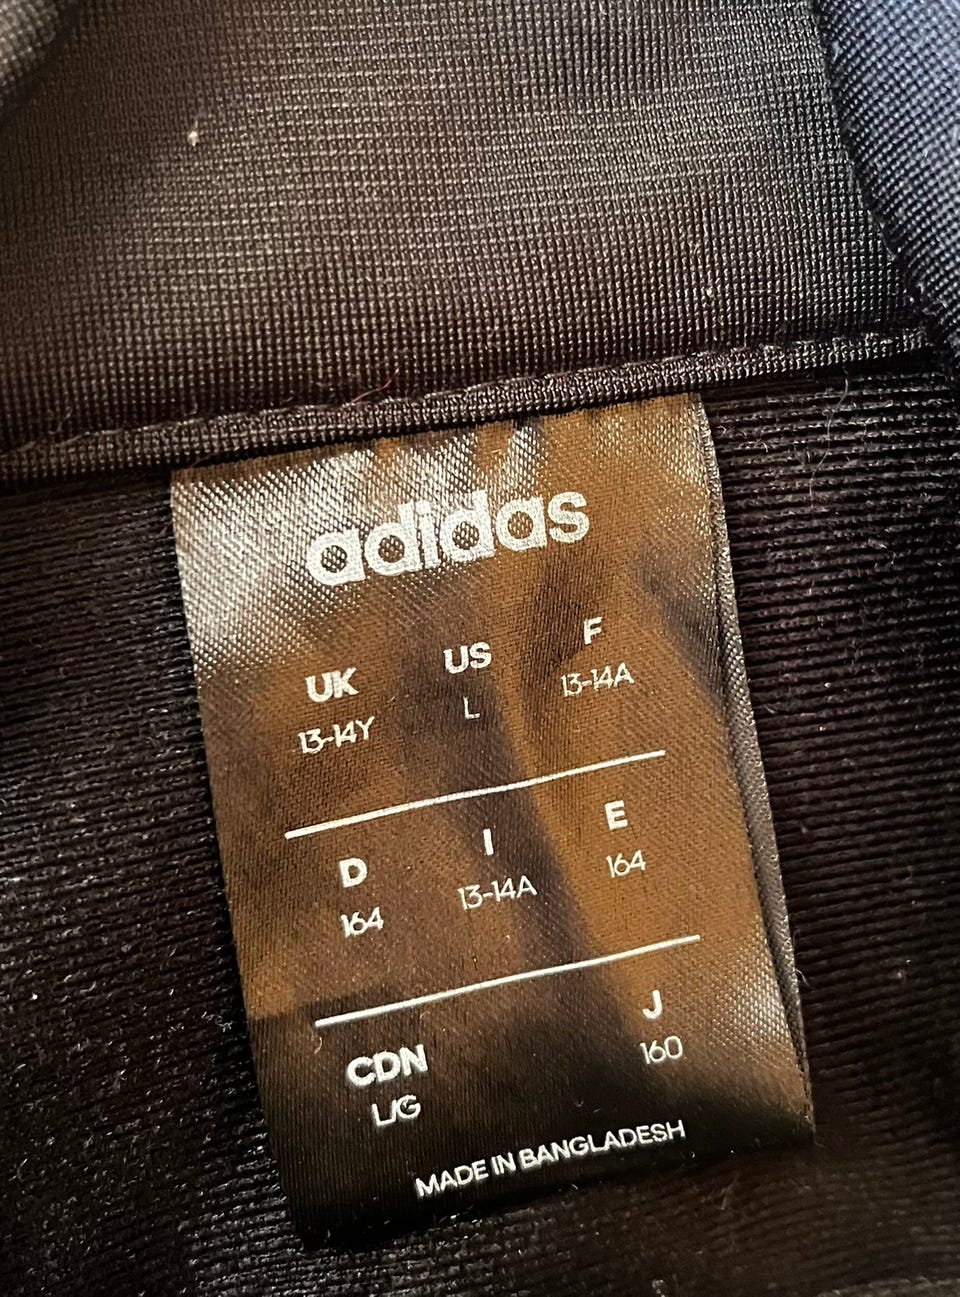 adidas
UK US F
13-14Y L 13-14A
D I E
164 13-14A 164
CDN J
L/G 160
MADE IN BANGLADESH